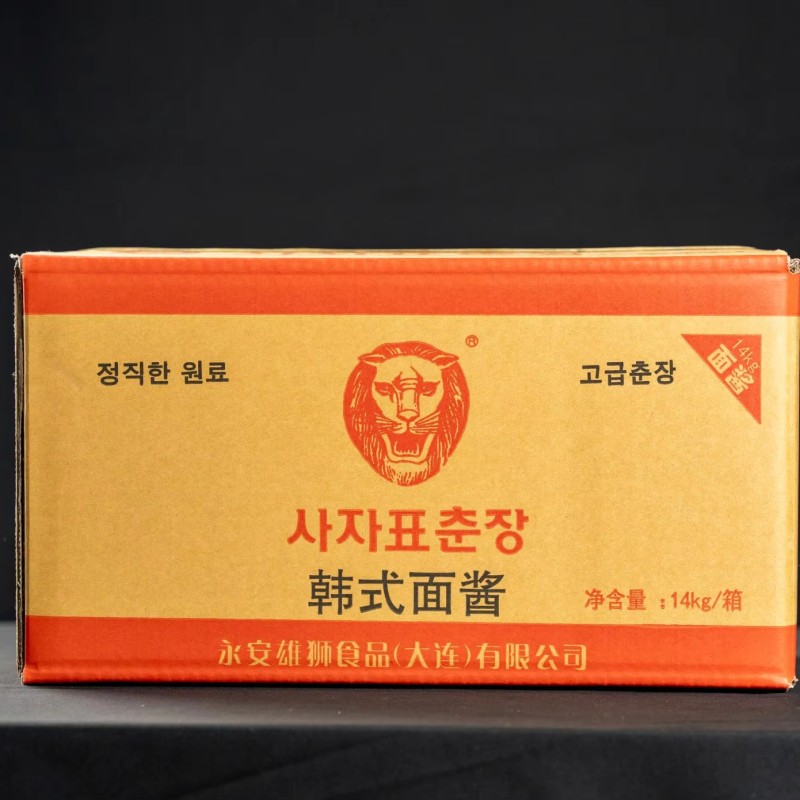 ®
정직한 원료
고급춘장
14kg
面酱
사자표춘장
韩式面酱
净含量：14kg/箱
永安雄狮食品(大连)有限公司